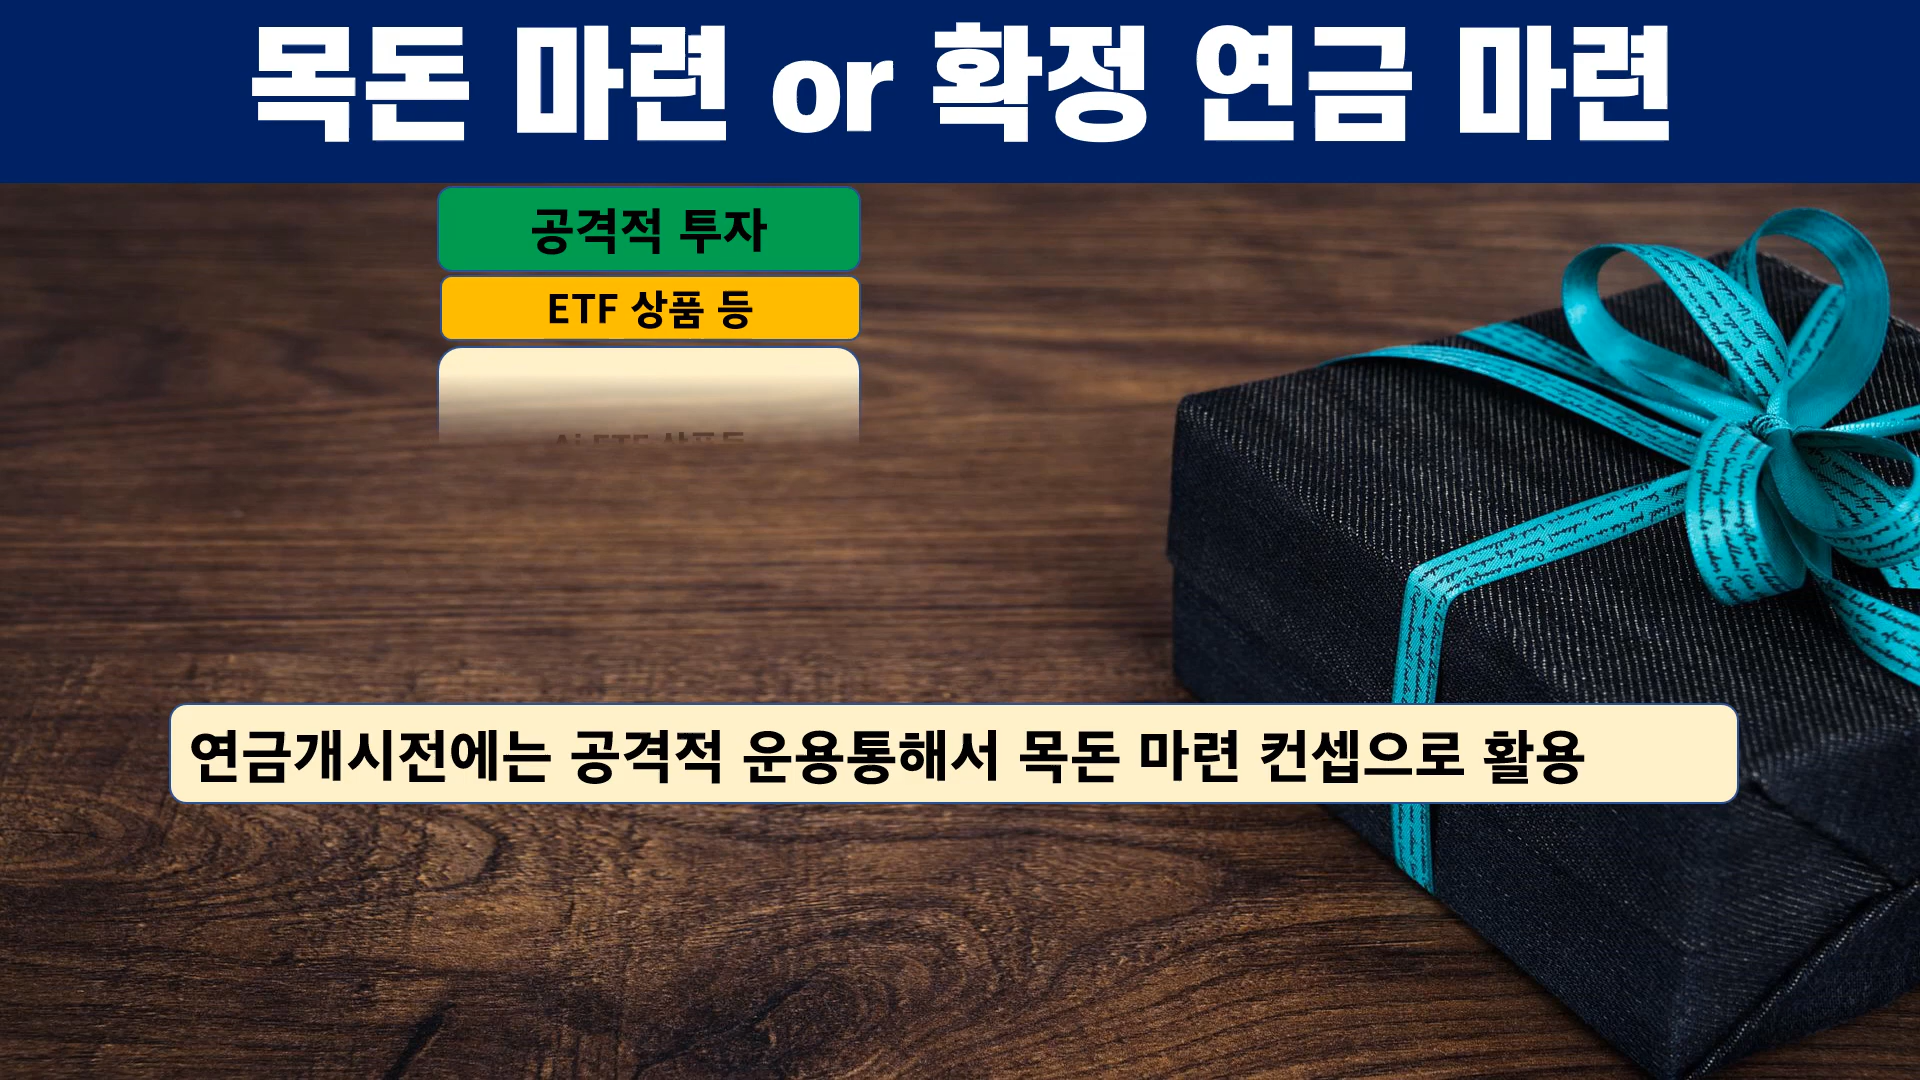 목돈 마련 or 확정 연금 마련
공격적 투자
ETF 상품 등
연금개시전에는 공격적 운용통해서 목돈 마련 컨셉으로 활용